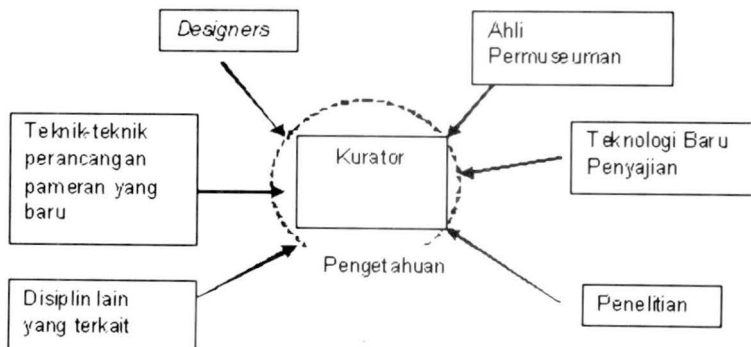 Designers
Ahli
Permuseuman
Teknik-teknik
perancangan
pameran yang
baru
Kurator
Teknologi Baru
Penyajian
Pengetahuan
Disiplin lain
yang terkait
Penelitian